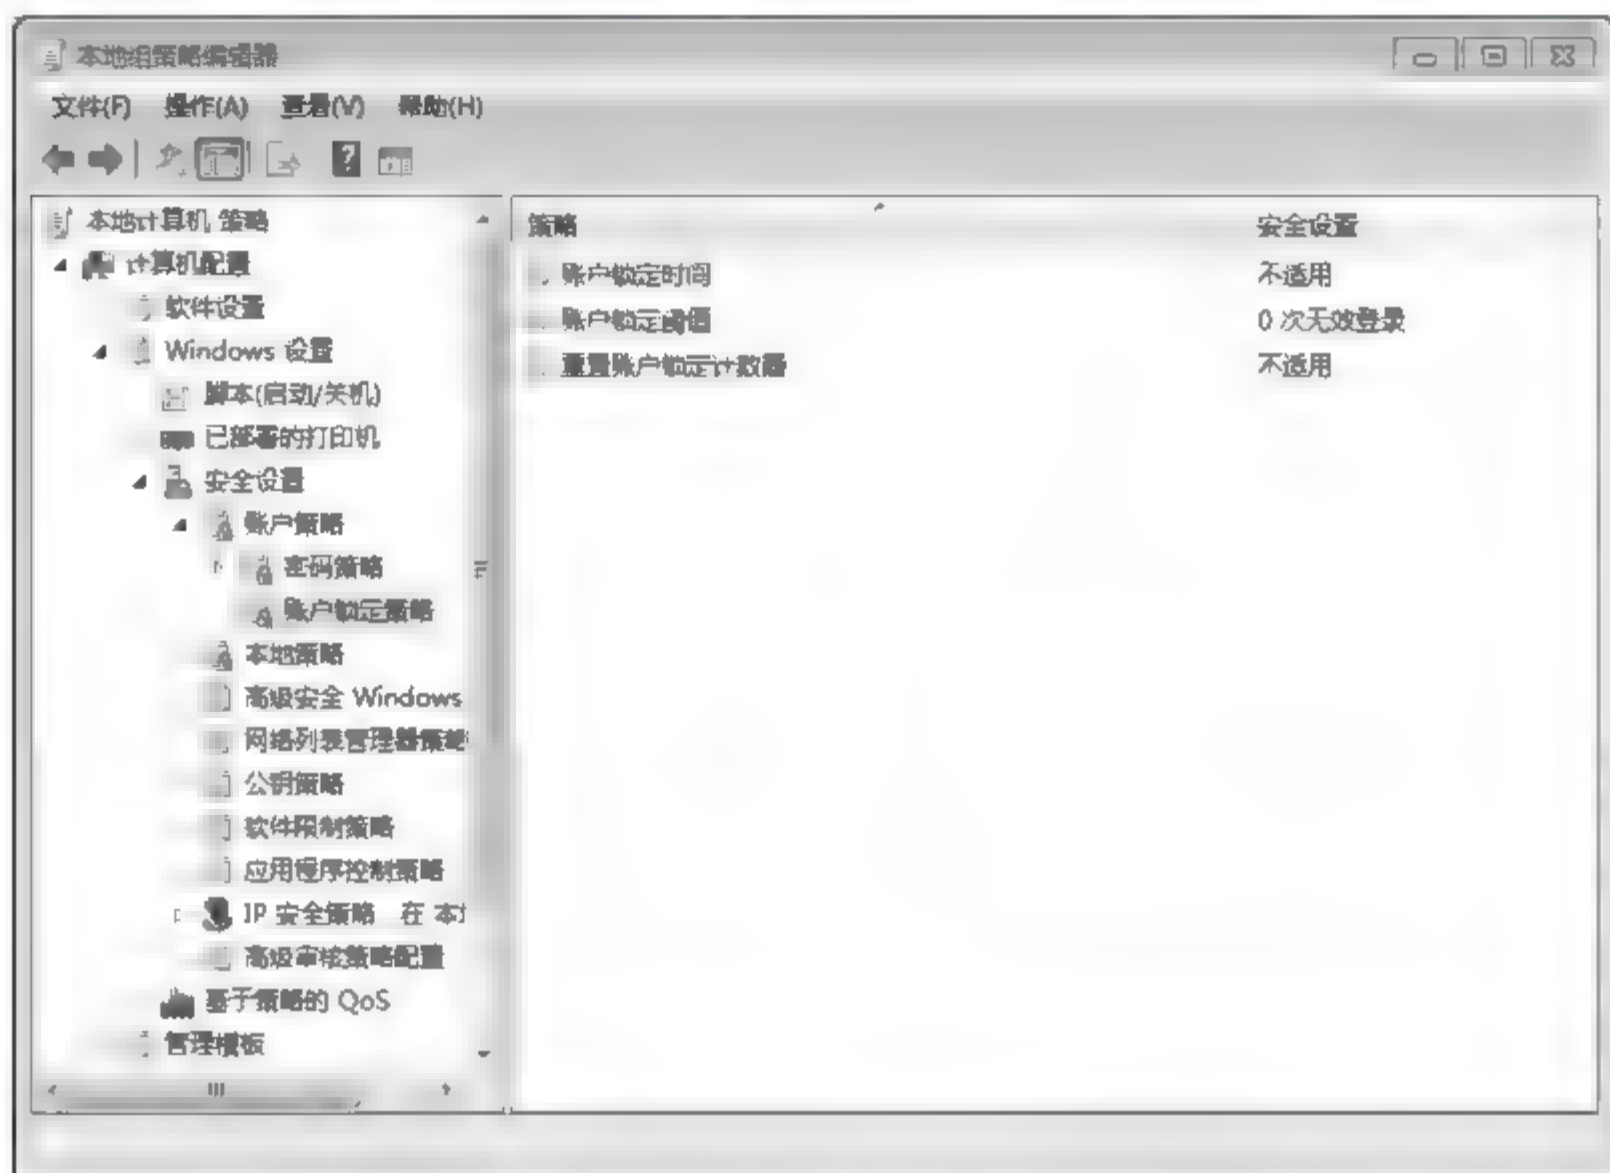 本地组策略编辑器
文件(F) 操作(A) 查看(V) 帮助(H)
本地计算机 策略
计算机配置
软件设置
Windows 设置
脚本(启动/关机)
已部署的打印机
安全设置
账户策略
密码策略
账户锁定策略
本地策略
高级安全 Windows
网络列表管理器策略
公钥策略
软件限制策略
应用程序控制策略
IP 安全策略 在 本地
高级审核策略配置
基于策略的 QoS
管理模板
策略 安全设置
账户锁定时间 不适用
账户锁定阈值 0 次无效登录
重置账户锁定计数器 不适用